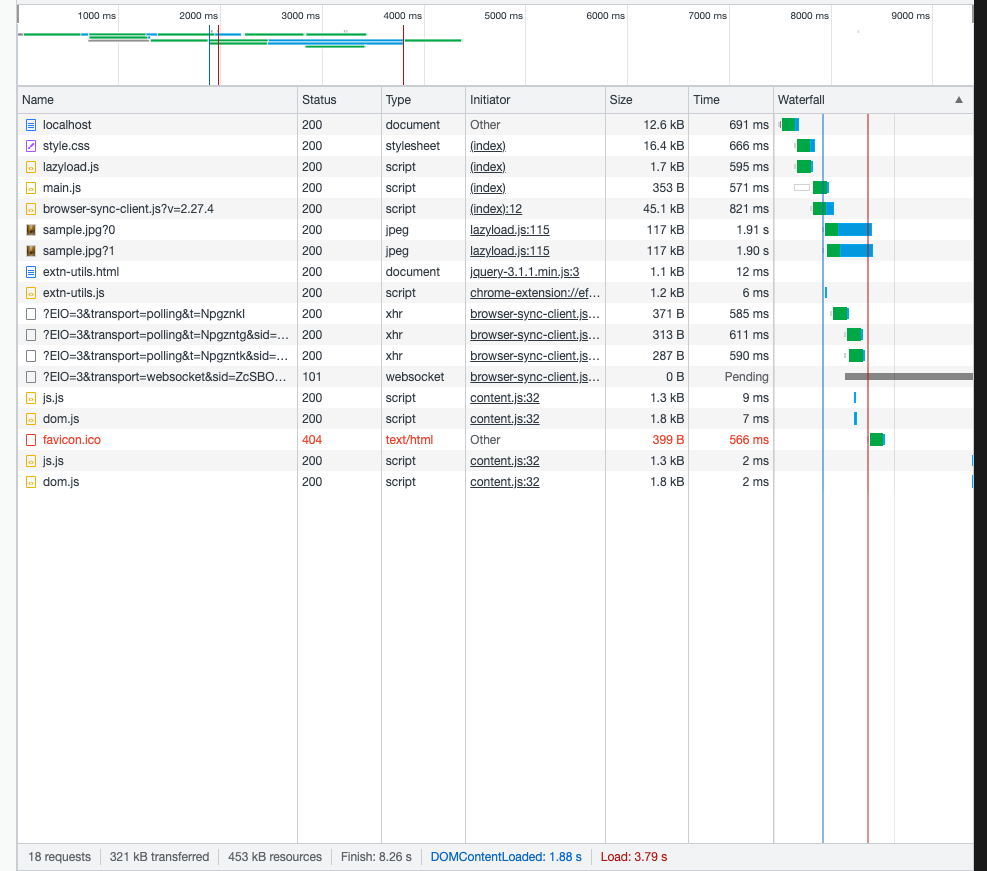 1000 ms 2000 ms 3000 ms 4000 ms 5000 ms 6000 ms 7000 ms 8000 ms 9000 ms
Name Status Type Initiator Size Time Waterfall ▲
localhost 200 document Other 12.6 kB 691 ms
style.css 200 stylesheet (index) 16.4 kB 666 ms
lazyload.js 200 script (index) 1.7 kB 595 ms
main.js 200 script (index) 353 B 571 ms
browser-sync-client.js?v=2.27.4 200 script (index):12 45.1 kB 821 ms
sample.jpg?0 200 jpeg lazyload.js:115 117 kB 1.91 s
sample.jpg?1 200 jpeg lazyload.js:115 117 kB 1.90 s
extn-utils.html 200 document jquery-3.1.1.min.js:3 1.1 kB 12 ms
extn-utils.js 200 script chrome-extension://ef... 1.2 kB 6 ms
?EIO=3&transport=polling&t=NpgznkI 200 xhr browser-sync-client.js... 371 B 585 ms
?EIO=3&transport=polling&t=Npgzntg&sid=... 200 xhr browser-sync-client.js... 313 B 611 ms
?EIO=3&transport=polling&t=Npgzntk&sid=... 200 xhr browser-sync-client.js... 287 B 590 ms
?EIO=3&transport=websocket&sid=ZcSBO... 101 websocket browser-sync-client.js... 0 B Pending
js.js 200 script content.js:32 1.3 kB 9 ms
dom.js 200 script content.js:32 1.8 kB 7 ms
favicon.ico 404 text/html Other 399 B 566 ms
js.js 200 script content.js:32 1.3 kB 2 ms
dom.js 200 script content.js:32 1.8 kB 2 ms
18 requests 321 kB transferred 453 kB resources Finish: 8.26 s DOMContentLoaded: 1.88 s Load: 3.79 s